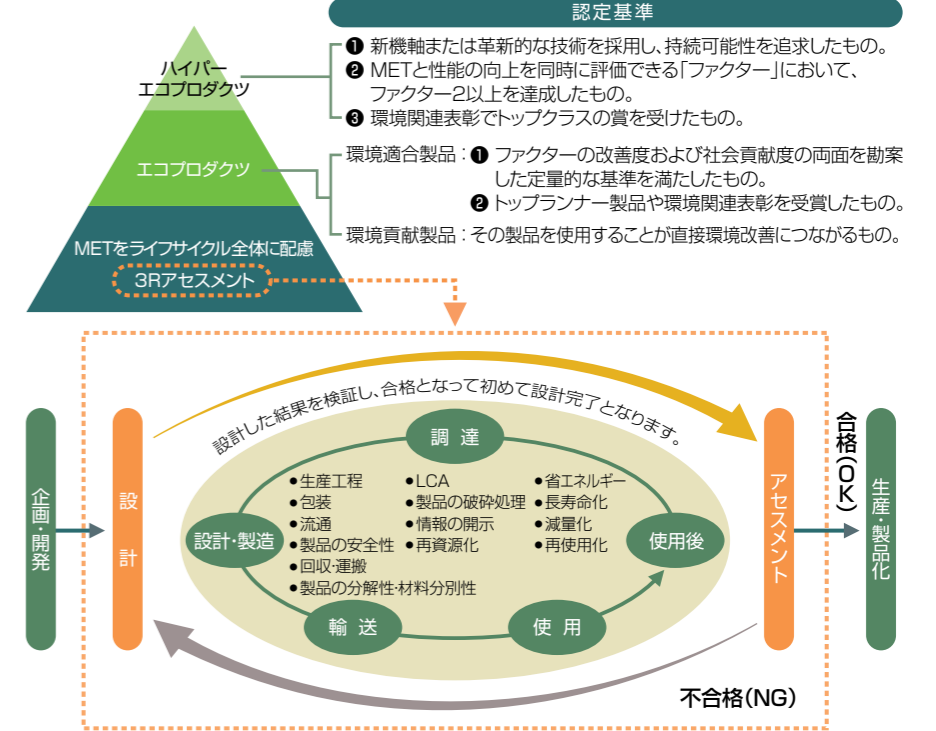 認定基準
ハイパー
エコプロダクツ
❶ 新機軸または革新的な技術を採用し、持続可能性を追求したもの。
❷ METと性能の向上を同時に評価できる「ファクター」において、
ファクター2以上を達成したもの。
❸ 環境関連表彰でトップクラスの賞を受けたもの。
エコプロダクツ
環境適合製品：❶ ファクターの改善度および社会貢献度の両面を勘案
した定量的な基準を満たしたもの。
❷ トップランナー製品や環境関連表彰を受賞したもの。
環境貢献製品：その製品を使用することが直接環境改善につながるもの。
METをライフサイクル全体に配慮
3Rアセスメント
企画・開発
設計
設計した結果を検証し、合格となって初めて設計完了となります。
調達
設計・製造
●生産工程
●包装
●流通
●製品の安全性
●回収・運搬
●製品の分解性・材料分別性
●LCA
●製品の破砕処理
●情報の開示
●再資源化
●省エネルギー
●長寿命化
●減量化
●再使用化
使用後
輸送
使用
アセスメント
合格（OK）
生産・製品化
不合格（NG）